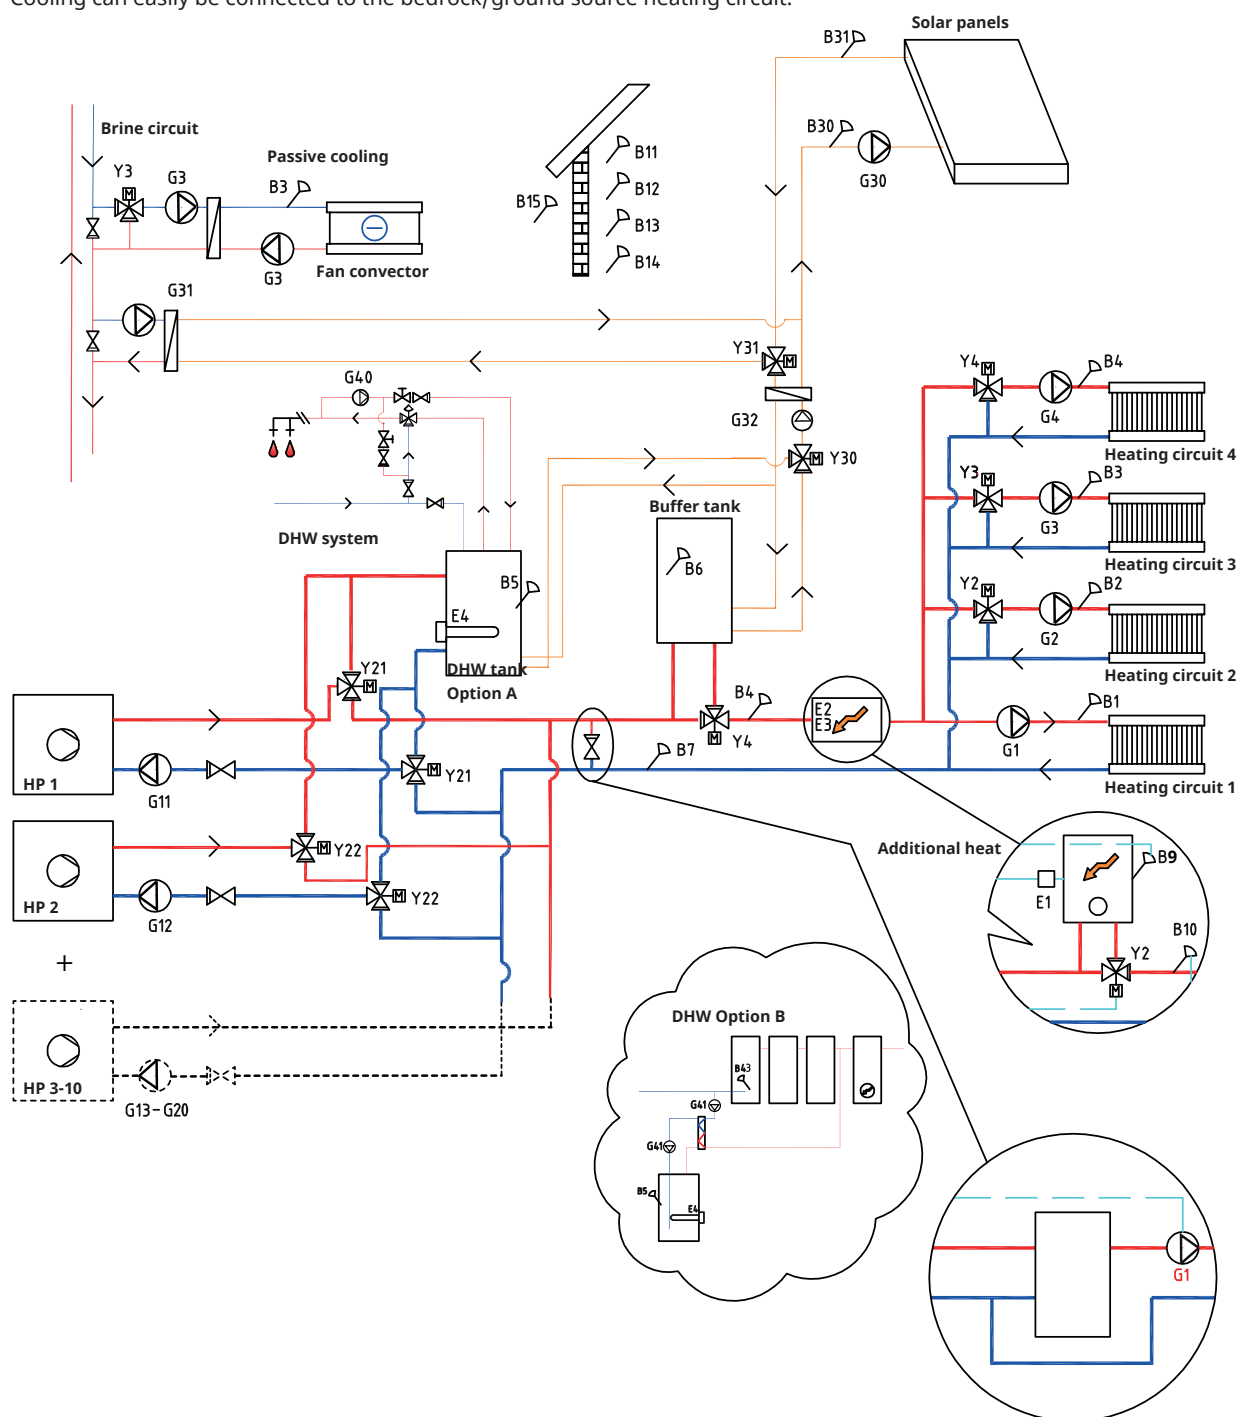 Cooling can easily be connected to the bedrock/ground source heating circuit.
Solar panels
B31
Brine circuit
B30
G30
Passive cooling
Y3
G3
B3
B11
B12
B15
B13
B14
G3
Fan convector
G31
Y31
M
G40
G32
Y4
M
B4
G4
Heating circuit 4
Y30
M
Y3
M
B3
G3
Heating circuit 3
DHW system
Buffer tank
B6
B5
E4
Y2
M
B2
G2
Heating circuit 2
DHW tank
Option A
Y21
M
B4
E2
E3
B1
G1
Y4
M
B7
HP 1
G11
Y21
M
Heating circuit 1
Y22
M
Additional heat
B9
E1
HP 2
G12
Y22
M
B10
Y2
M
+
DHW Option B
HP 3-10
G13-G20
B43
G41
G41
B5
E4
G1